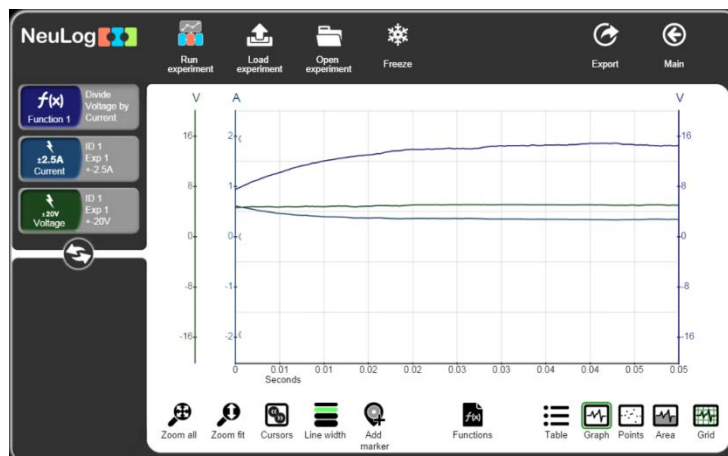 NeuLog
Run
experiment
Load
experiment
Open
experiment
Freeze
Export
Main
f(x)
Function 1
Divide
Voltage by
Current
±2.5A
Current
ID 1
Exp 1
+-2.5A
±20V
Voltage
ID 1
Exp 1
+-20V
V
A
V
16
8
0
-8
-16
2
1
0
-1
-2
16
8
0
-8
-16
0
0.01
0.01
0.02
0.02
0.03
0.03
0.04
0.04
0.05
0.05
Seconds
Zoom all
Zoom fit
Cursors
Line width
Add
marker
f(x)
Functions
Table
Graph
Points
Area
Grid